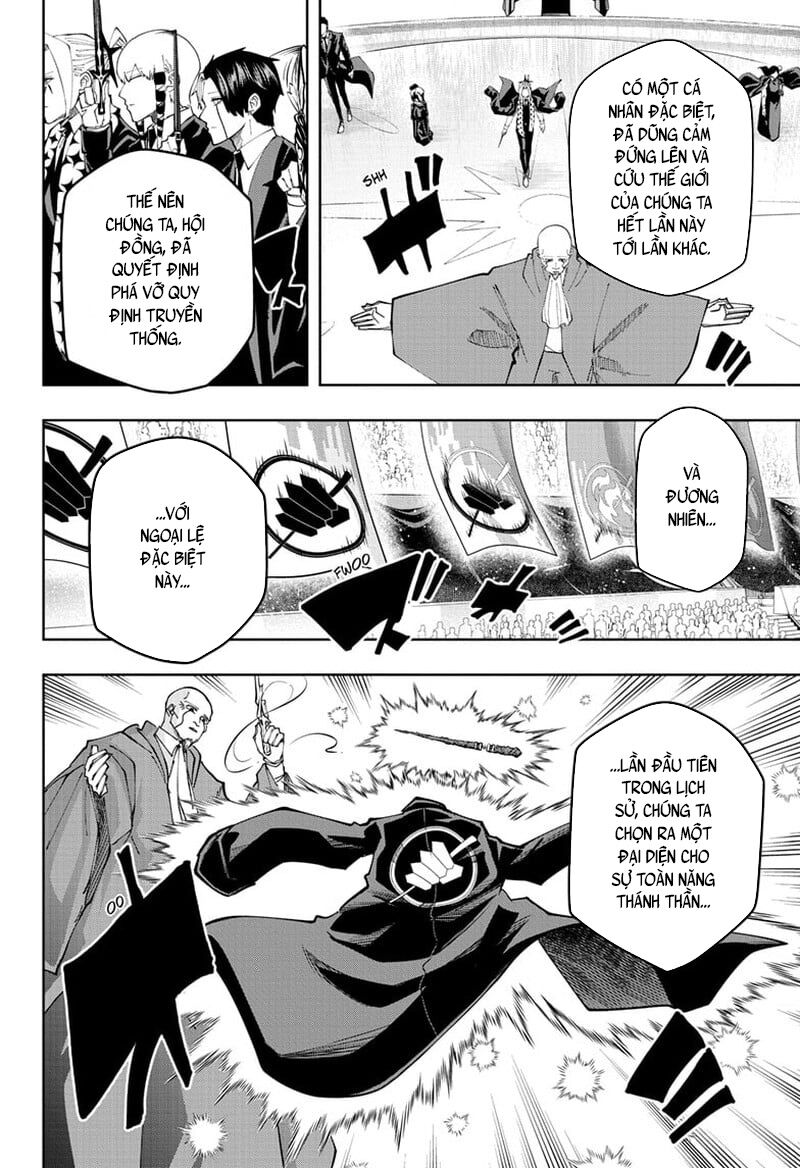 CÓ MỘT CÁ
NHÂN ĐẶC BIỆT,
ĐÃ DŨNG CẢM
ĐỨNG LÊN VÀ
CỨU THẾ GIỚI
CỦA CHÚNG TA
HẾT LẦN NÀY
TỚI LẦN KHÁC.
SHH
THẾ NÊN
CHÚNG TA, HỘI
ĐỒNG, ĐÃ
QUYẾT ĐỊNH
PHÁ VỠ QUY
ĐỊNH TRUYỀN
THỐNG.
VÀ
ĐƯƠNG
NHIÊN...
...VỚI
NGOẠI LỆ
ĐẶC BIỆT
NÀY...
FWOO
...LẦN ĐẦU TIÊN
TRONG LỊCH
SỬ, CHÚNG TA
CHỌN RA MỘT
ĐẠI DIỆN CHO
SỰ TOÀN NĂNG
THÁNH THẦN...
OO